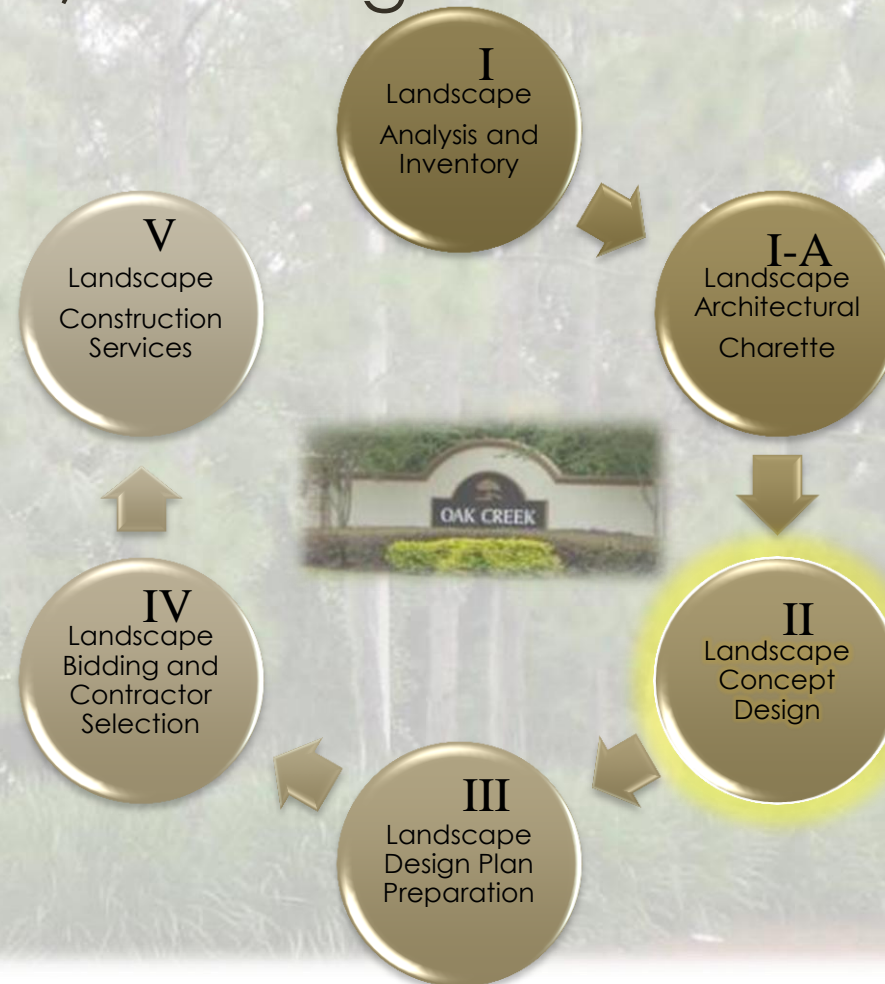 I
Landscape
Analysis and
Inventory
I-A
Landscape
Architectural
Charette
II
Landscape
Concept
Design
III
Landscape
Design Plan
Preparation
IV
Landscape
Bidding and
Contractor
Selection
V
Landscape
Construction
Services
OAK CREEK